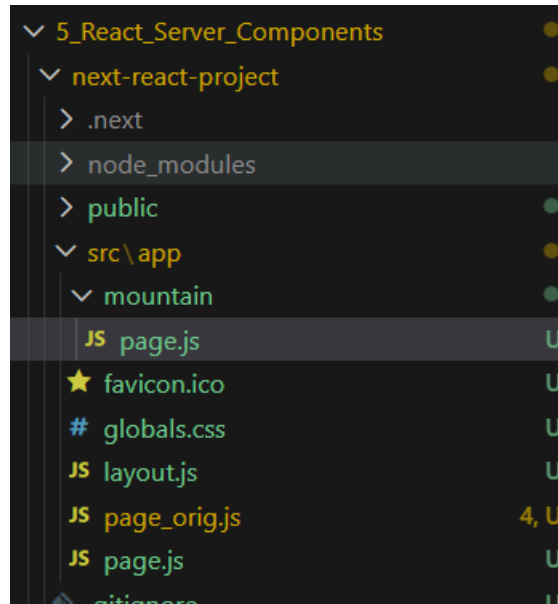 5_React_Server_Components
next-react-project
.next
node_modules
public
src\app
mountain
JS page.js U
favicon.ico U
# globals.css U
JS layout.js U
JS page_orig.js 4, U
JS page.js U
.gitignore U